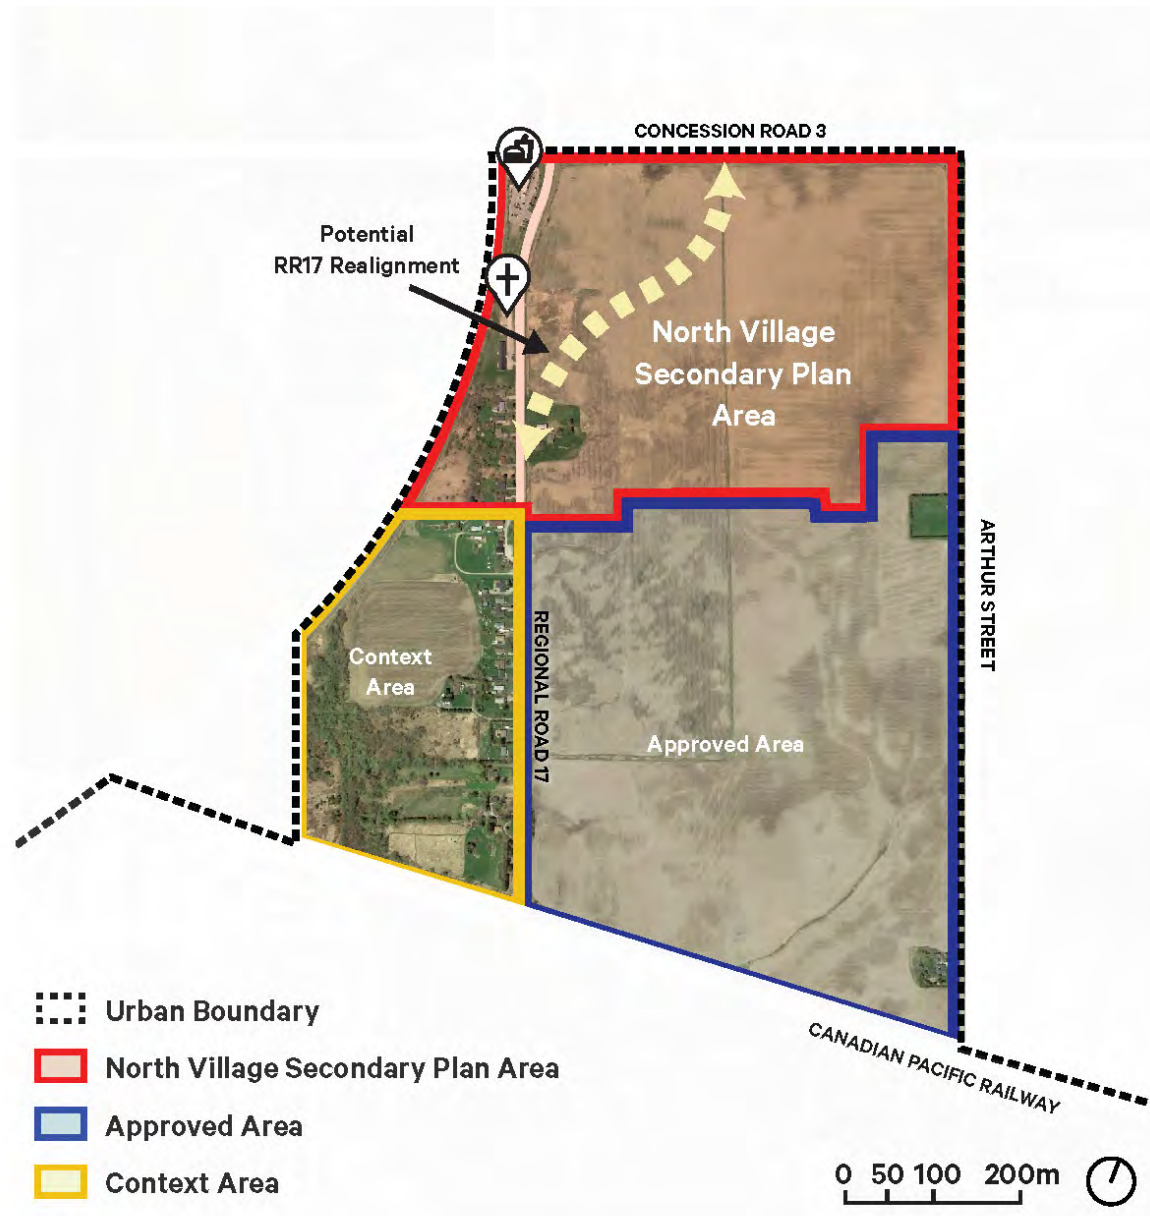 CONCESSION ROAD 3
Potential
RR17 Realignment
North Village
Secondary Plan
Area
ARTHUR STREET
REGIONAL ROAD 17
Context
Area
Approved Area
CANADIAN PACIFIC RAILWAY
Urban Boundary
North Village Secondary Plan Area
Approved Area
Context Area
0 50 100 200m